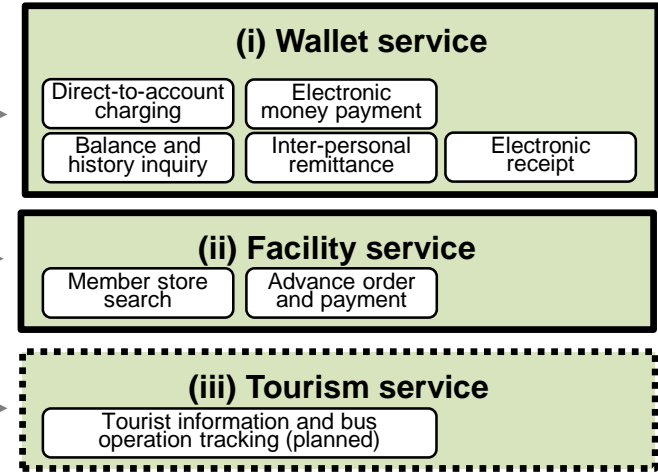 (i) Wallet service
Direct-to-account
charging
Electronic
money payment
Balance and
history inquiry
Inter-personal
remittance
Electronic
receipt
(ii) Facility service
Member store
search
Advance order
and payment
(iii) Tourism service
Tourist information and bus
operation tracking (planned)